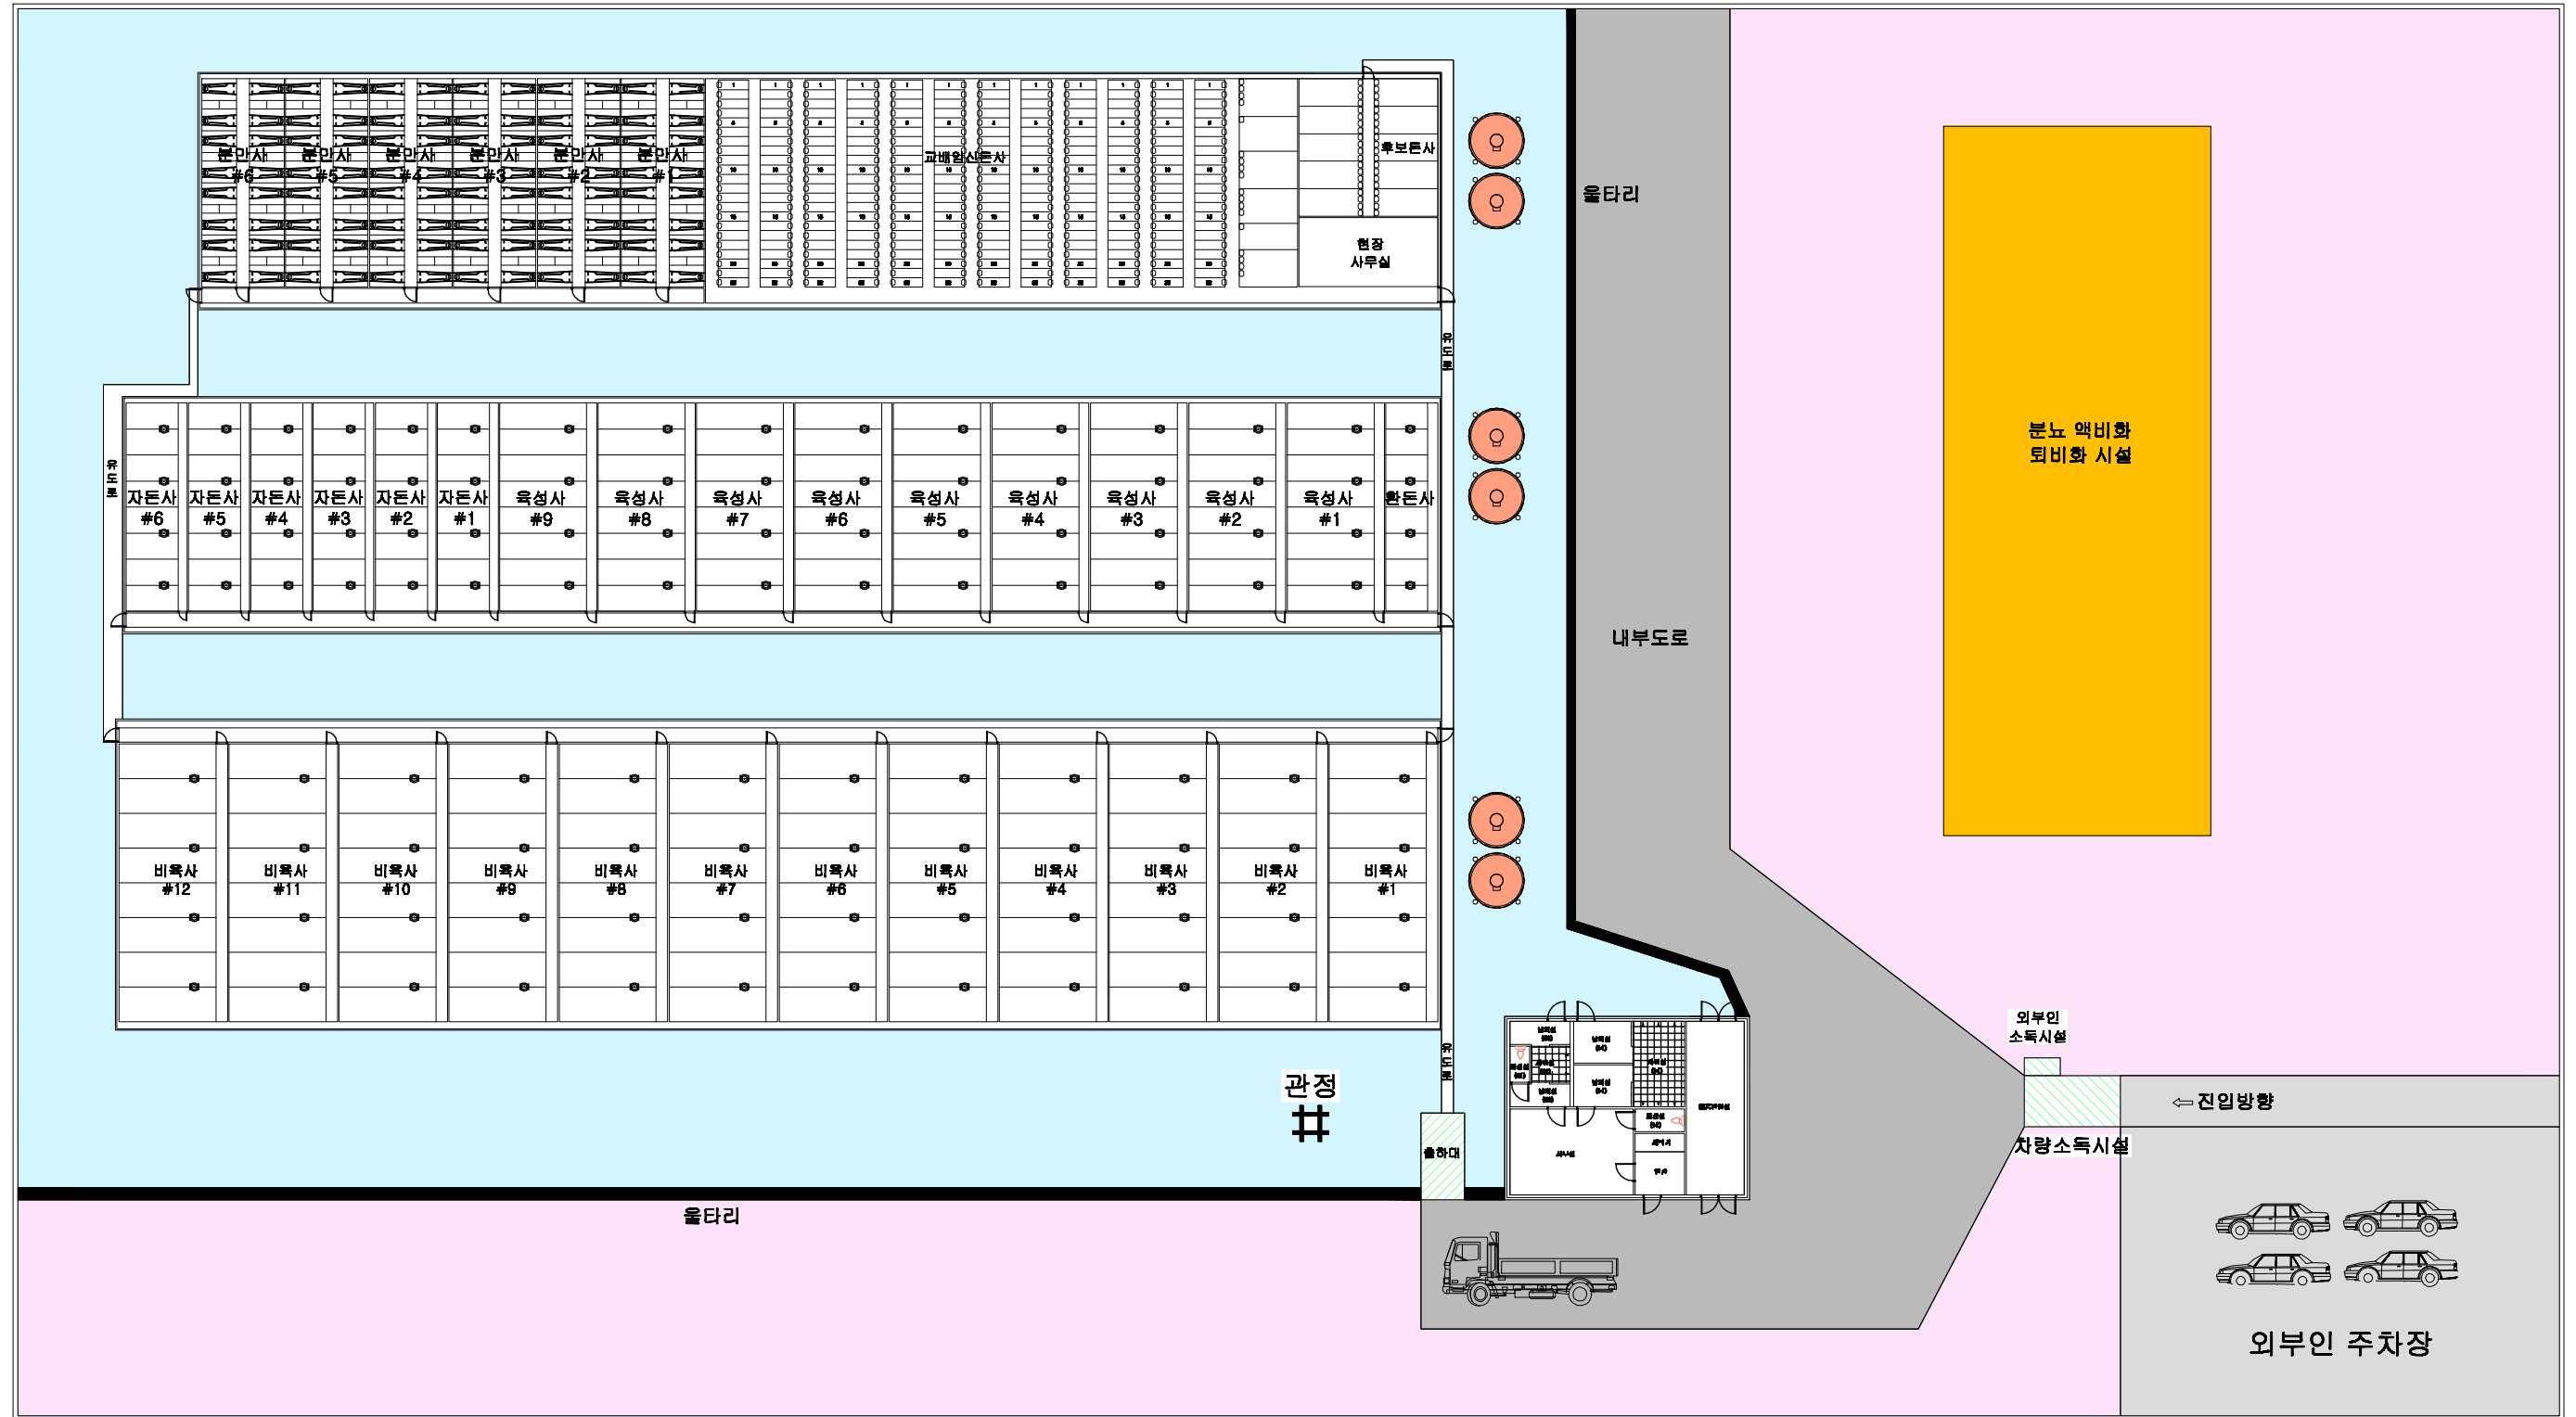 분만사
#6
분만사
#5
분만사
#4
분만사
#3
분만사
#2
분만사
#1
교배임신돈사
후보돈사
현장
사무실
울타리
유도로
분뇨 액비화
퇴비화 시설
유도로
자돈사
#6
자돈사
#5
자돈사
#4
자돈사
#3
자돈사
#2
자돈사
#1
육성사
#9
육성사
#8
육성사
#7
육성사
#6
육성사
#5
육성사
#4
육성사
#3
육성사
#2
육성사
#1
환돈사
내부도로
비육사
#12
비육사
#11
비육사
#10
비육사
#9
비육사
#8
비육사
#7
비육사
#6
비육사
#5
비육사
#4
비육사
#3
비육사
#2
비육사
#1
외부인
소독시설
유도로
관정
진입방향
차량소독시설
출하대
울타리
외부인 주차장